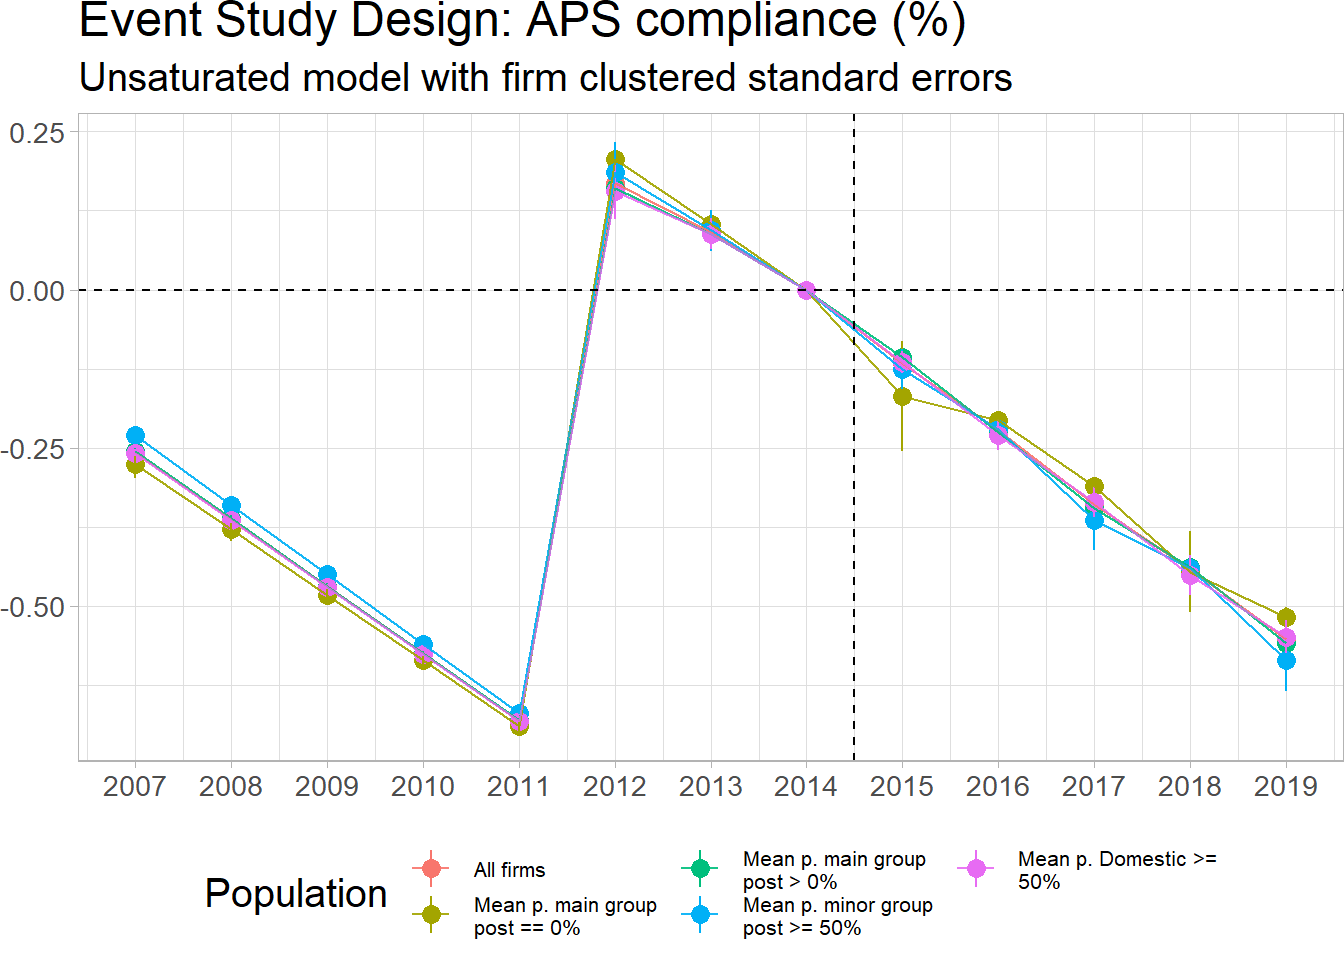 Event Study Design: APS compliance (%)
Unsaturated model with firm clustered standard errors
0.25
0.00
-0.25
-0.50
2007 2008 2009 2010 2011 2012 2013 2014 2015 2016 2017 2018 2019
Population
All firms
Mean p. main group
post == 0%
Mean p. main group
post > 0%
Mean p. minor group
post >= 50%
Mean p. Domestic >=
50%